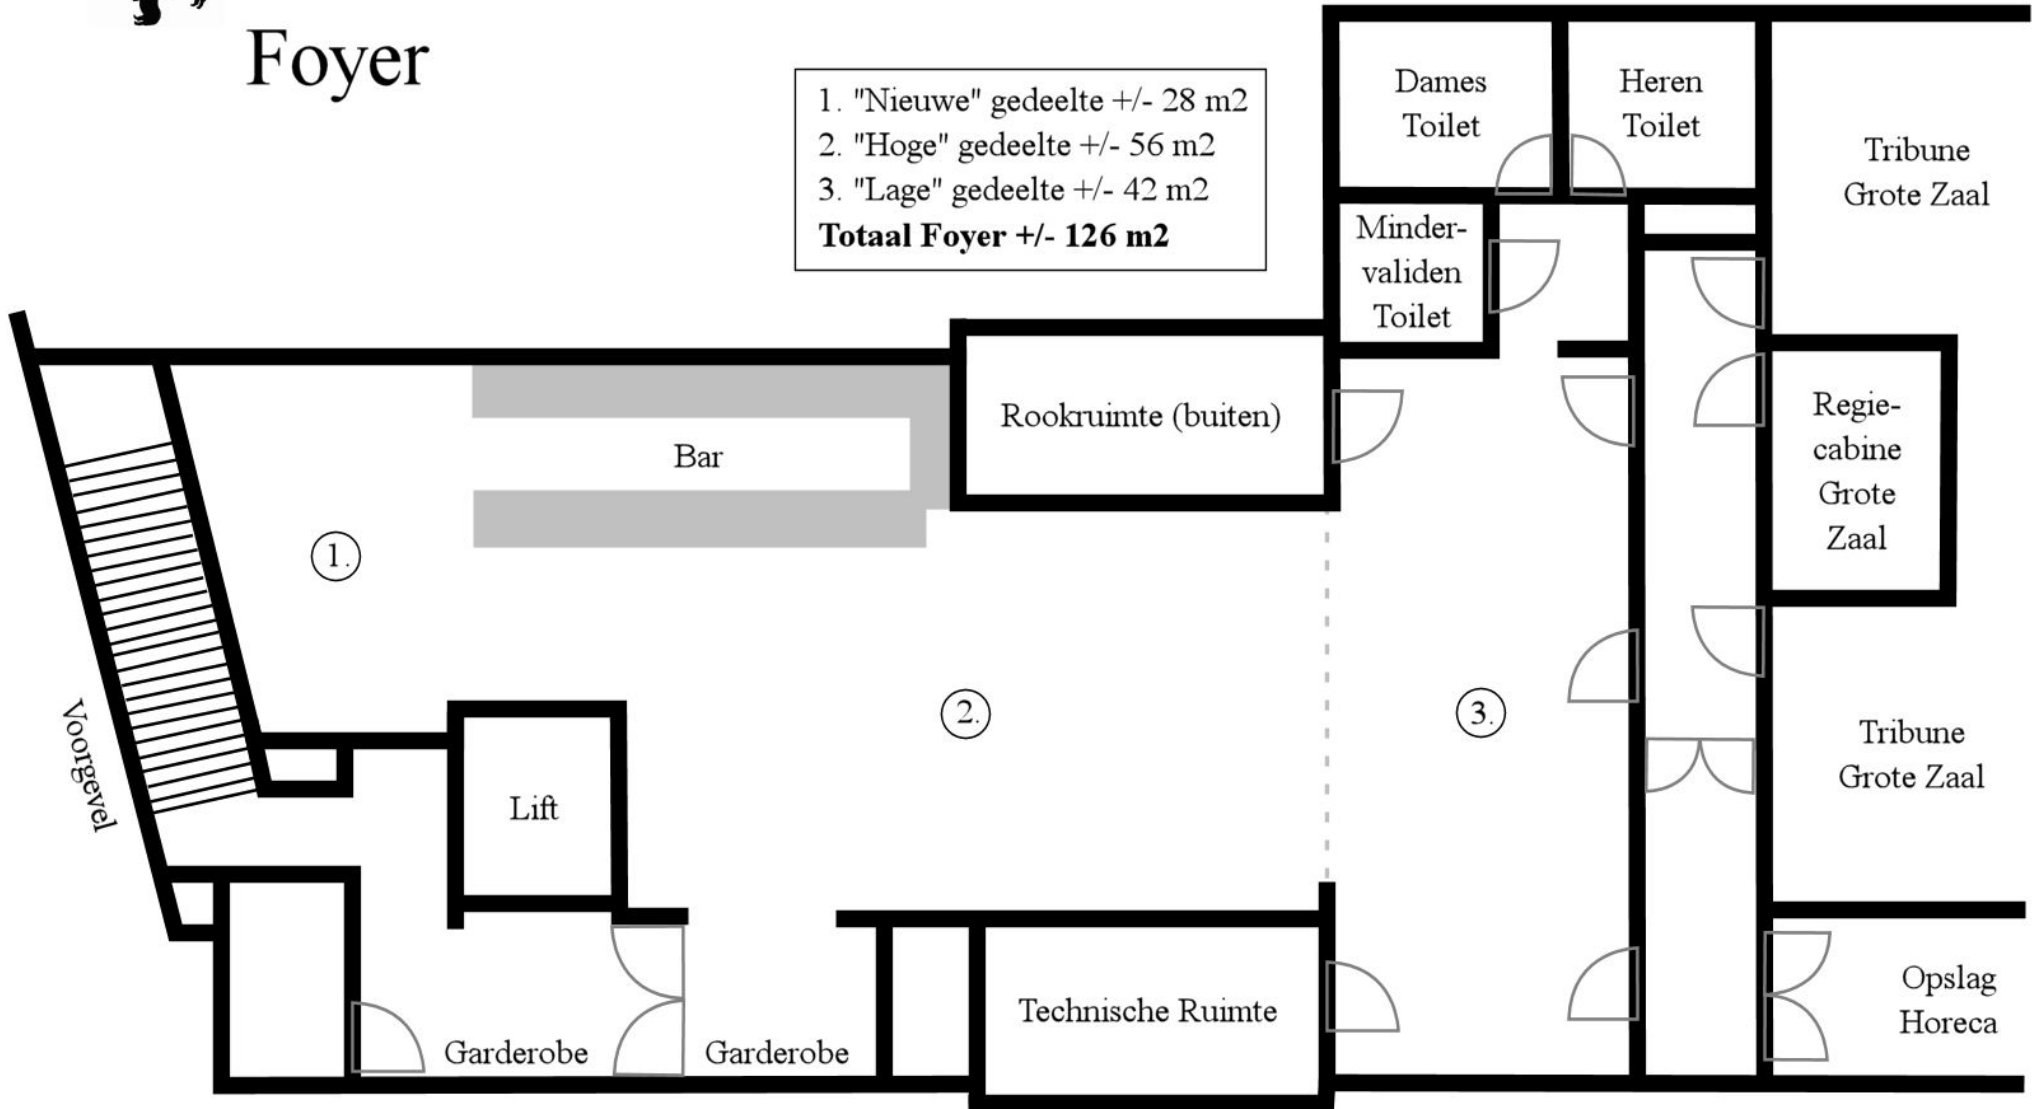 Foyer
1. "Nieuwe" gedeelte +/- 28 m2
2. "Hoge" gedeelte +/- 56 m2
3. "Lage" gedeelte +/- 42 m2
Totaal Foyer +/- 126 m2
Dames
Toilet
Heren
Toilet
Tribune
Grote Zaal
Minder-
validen
Toilet
Rookruimte (buiten)
Regie-
cabine
Grote
Zaal
Bar
1.
2.
3.
Voorgevel
Lift
Tribune
Grote Zaal
Garderobe
Garderobe
Technische Ruimte
Opslag
Horeca